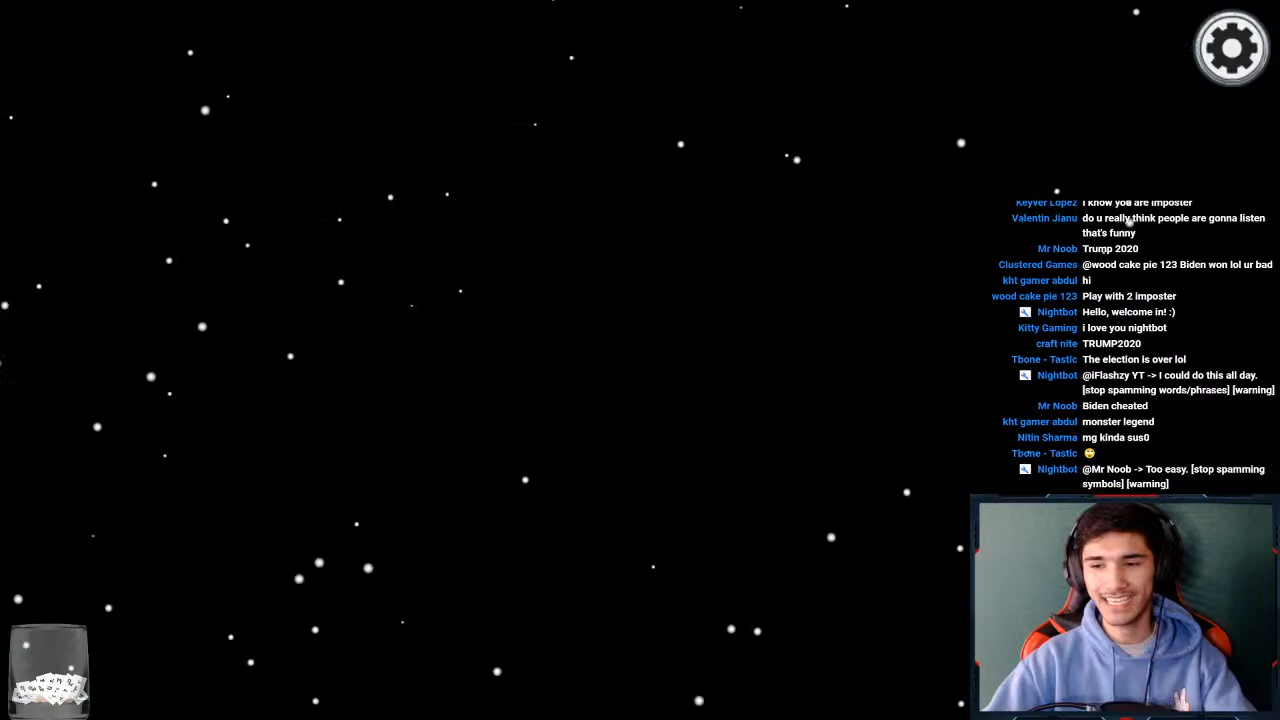 Keyver Lopez I know you are imposter
Valentin Jianu do u really think people are gonna listen
that's funny
Mr Noob Trump 2020
Clustered Games @wood cake pie 123 Biden won lol ur bad
kht gamer abdul hi
wood cake pie 123 Play with 2 imposter
Nightbot Hello, welcome in! :)
Kitty Gaming i love you nightbot
craft nite TRUMP2020
Tbone - Tastic The election is over lol
Nightbot @iFlashzy YT -> I could do this all day.
[stop spamming words/phrases] [warning]
Mr Noob Biden cheated
kht gamer abdul monster legend
Nitin Sharma mg kinda sus0
Tbone - Tastic 🙄
Nightbot @Mr Noob -> Too easy. [stop spamming
symbols] [warning]